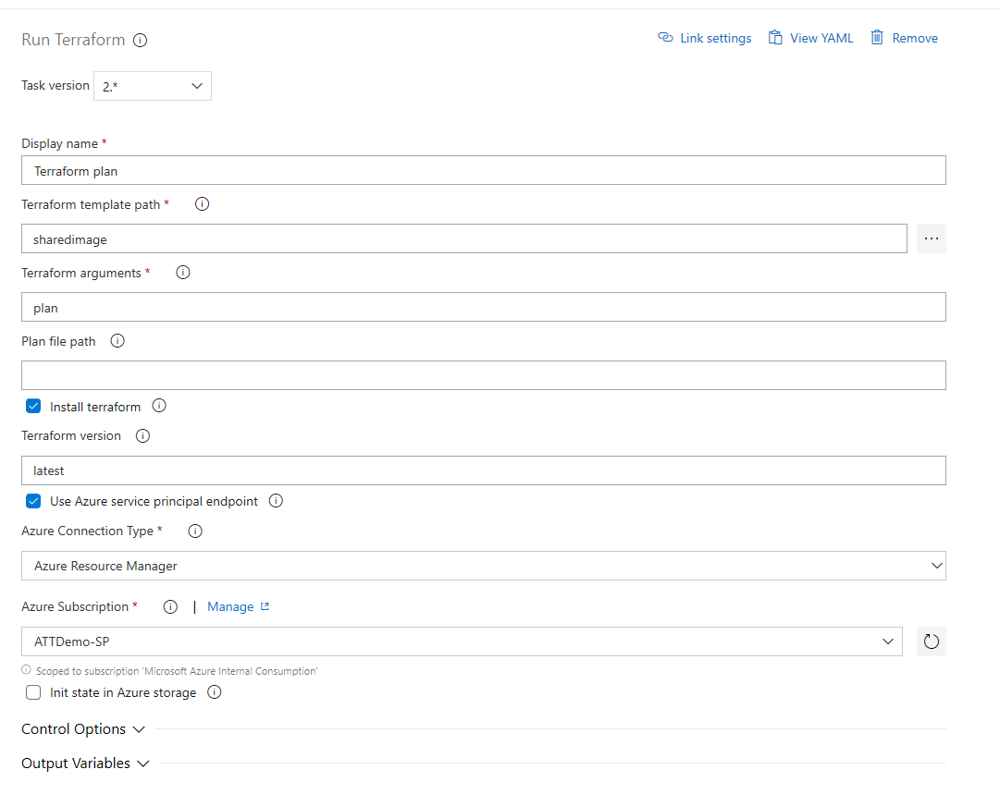 Run Terraform
Link settings
View YAML
Remove
Task version 2.*
Display name *
Terraform plan
Terraform template path *
sharedimage
...
Terraform arguments *
plan
Plan file path
Install terraform
Terraform version
latest
Use Azure service principal endpoint
Azure Connection Type *
Azure Resource Manager
Azure Subscription * | Manage
ATTDemo-SP
Scoped to subscription 'Microsoft Azure Internal Consumption'
Init state in Azure storage
Control Options
Output Variables